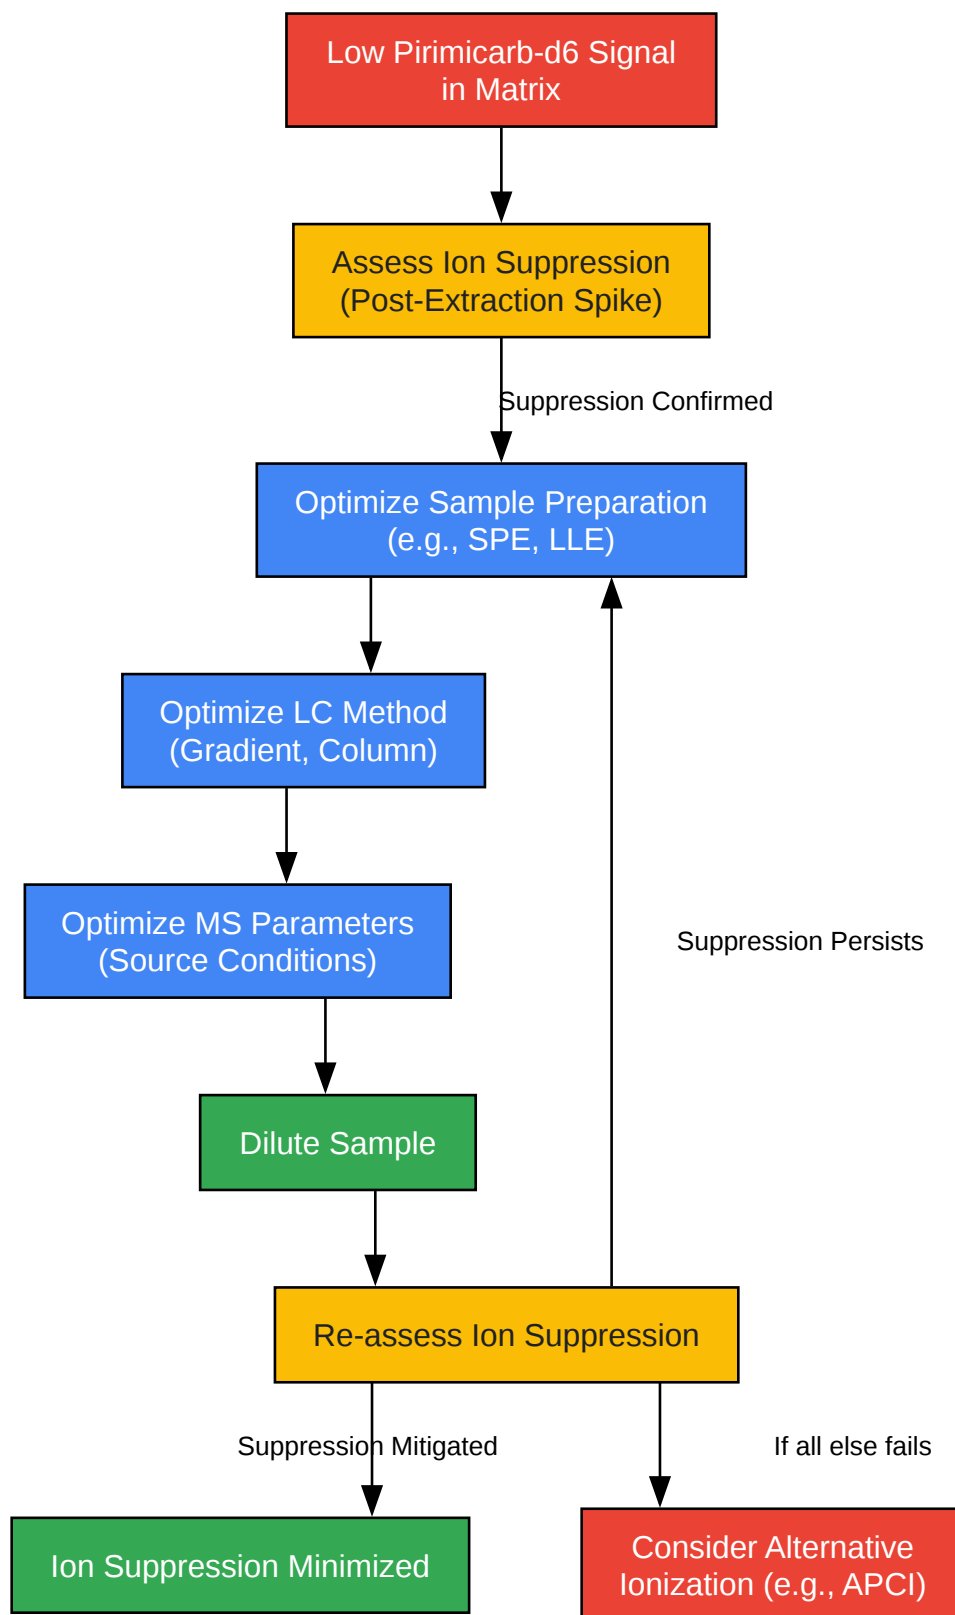 Low Pirimicarb-d6 Signal
in Matrix
Assess Ion Suppression
(Post-Extraction Spike)
Suppression Confirmed
Optimize Sample Preparation
(e.g., SPE, LLE)
Optimize LC Method
(Gradient, Column)
Optimize MS Parameters
(Source Conditions)
Suppression Persists
Dilute Sample
Re-assess Ion Suppression
Suppression Mitigated
If all else fails
Ion Suppression Minimized
Consider Alternative
Ionization (e.g., APCI)